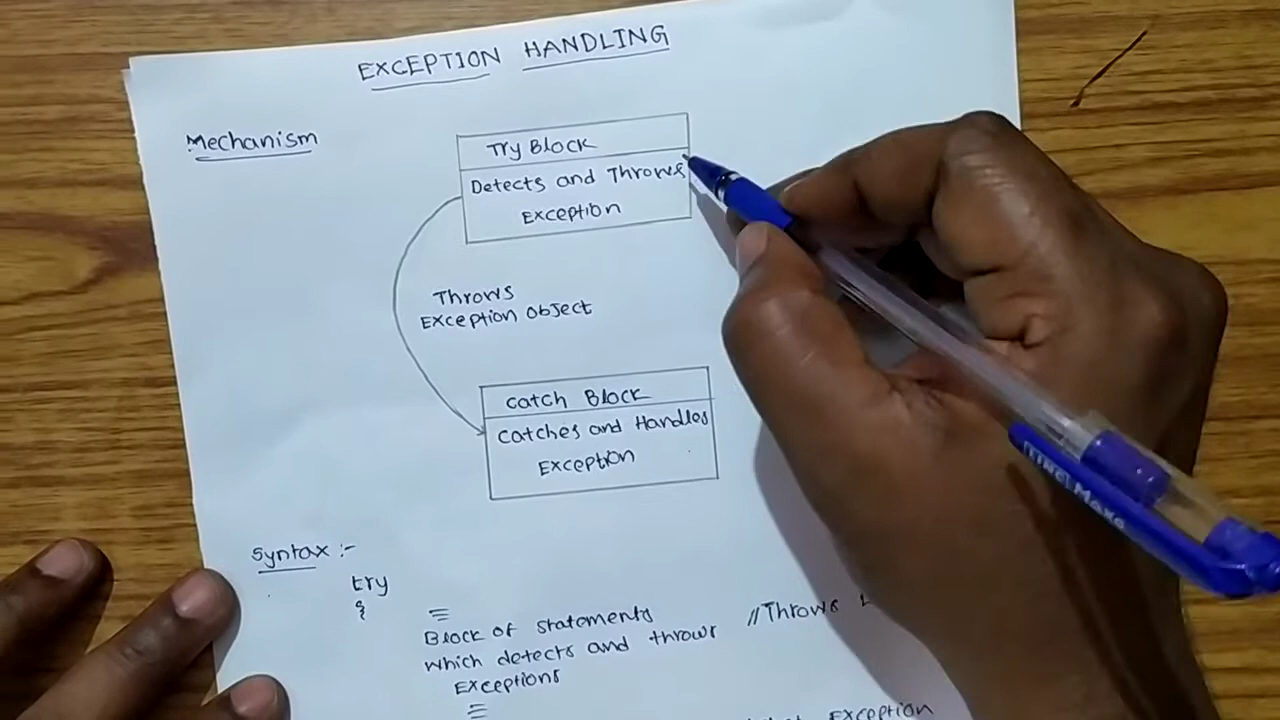 EXCEPTION HANDLING
Mechanism
Try Block
Detects and Throws
Exception
Throws
Exception Object
Catch Block
Catches and Handles
Exception
Syntax :-
try
{
Block of statements //Throws
which detects and throws
Exceptions
Exception